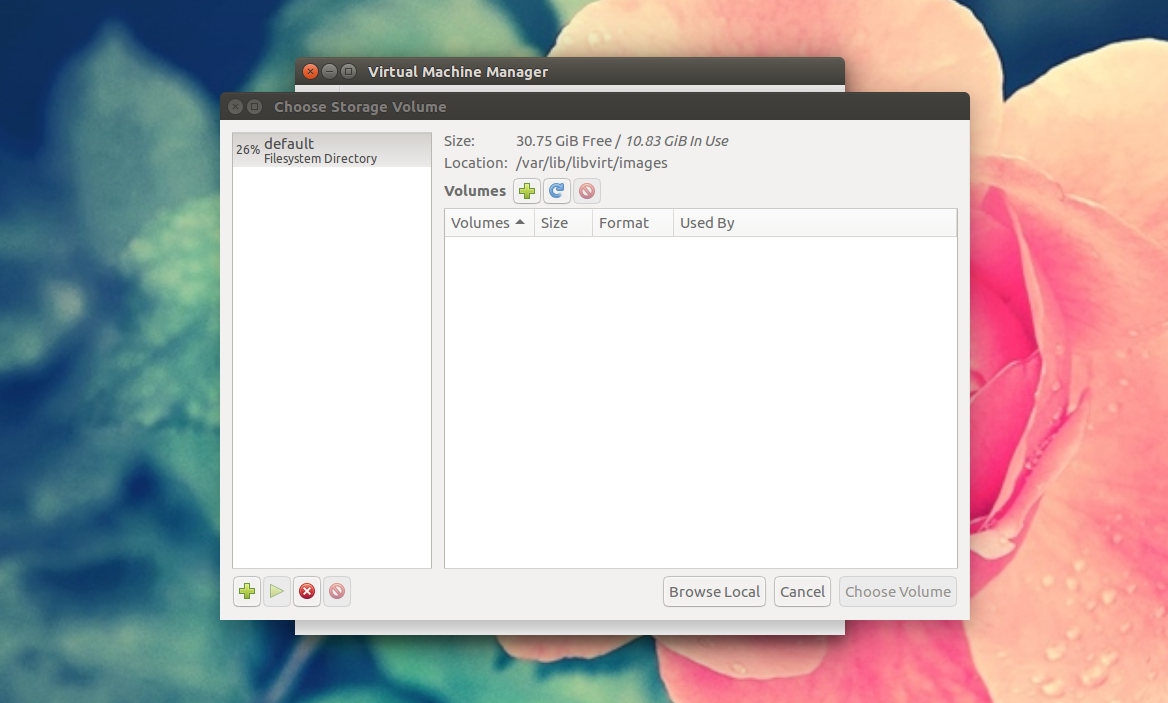 Virtual Machine Manager
Choose Storage Volume
26% default
Filesystem Directory
Size: 30.75 GiB Free / 10.83 GiB In Use
Location: /var/lib/libvirt/images
Volumes
Volumes Size Format Used By
Browse Local Cancel Choose Volume